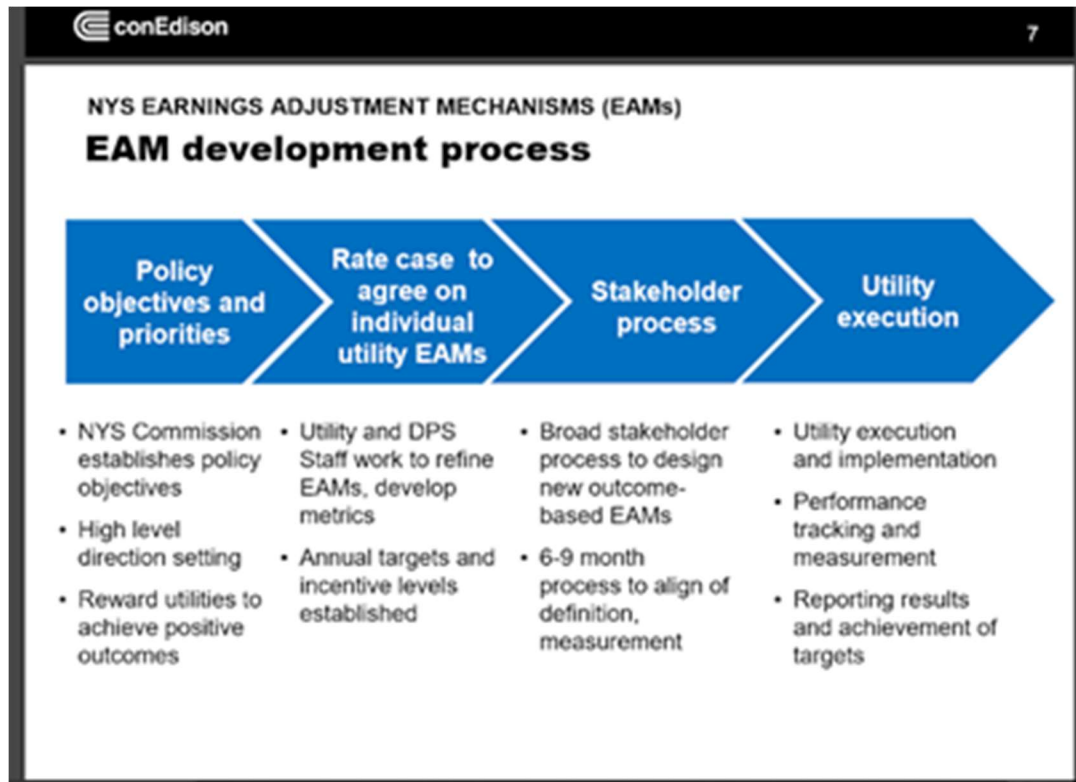 conEdison
7
NYS EARNINGS ADJUSTMENT MECHANISMS (EAMs)
EAM development process
Policy
objectives and
priorities
Rate case to
agree on
individual
utility EAMs
Stakeholder
process
Utility
execution
• NYS Commission
establishes policy
objectives
• High level
direction setting
• Reward utilities to
achieve positive
outcomes
• Utility and DPS
Staff work to refine
EAMs, develop
metrics
• Annual targets and
incentive levels
established
• Broad stakeholder
process to design
new outcome-
based EAMs
• 6-9 month
process to align of
definition,
measurement
• Utility execution
and implementation
• Performance
tracking and
measurement
• Reporting results
and achievement of
targets